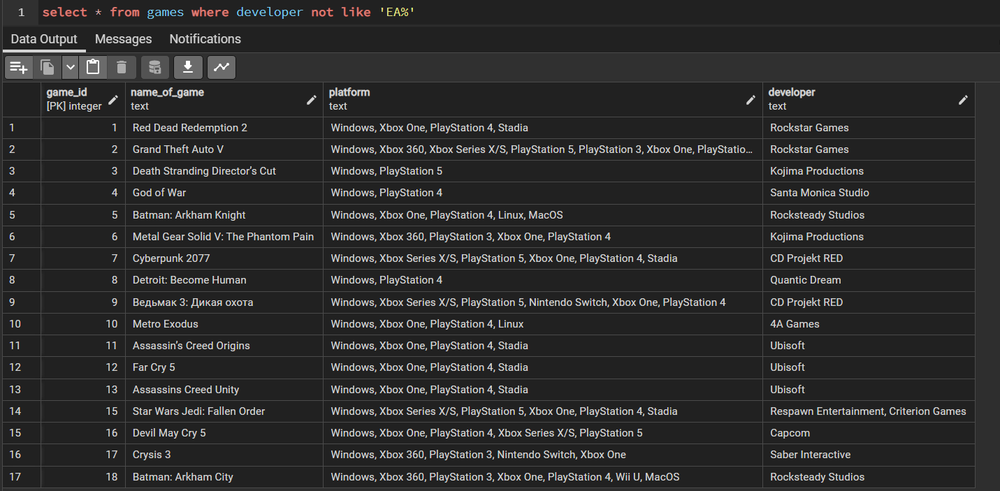 1 select * from games where developer not like 'EA%'
Data Output Messages Notifications
game_id name_of_game platform developer
[PK] integer text text text
1 1 Red Dead Redemption 2 Windows, Xbox One, PlayStation 4, Stadia Rockstar Games
2 2 Grand Theft Auto V Windows, Xbox 360, Xbox Series X/S, PlayStation 5, PlayStation 3, Xbox One, PlayStatio... Rockstar Games
3 3 Death Stranding Director’s Cut Windows, PlayStation 5 Kojima Productions
4 4 God of War Windows, PlayStation 4 Santa Monica Studio
5 5 Batman: Arkham Knight Windows, Xbox One, PlayStation 4, Linux, MacOS Rocksteady Studios
6 6 Metal Gear Solid V: The Phantom Pain Windows, Xbox 360, PlayStation 3, Xbox One, PlayStation 4 Kojima Productions
7 7 Cyberpunk 2077 Windows, Xbox Series X/S, PlayStation 5, Xbox One, PlayStation 4, Stadia CD Projekt RED
8 8 Detroit: Become Human Windows, PlayStation 4 Quantic Dream
9 9 Ведьмак 3: Дикая охота Windows, Xbox Series X/S, PlayStation 5, Nintendo Switch, Xbox One, PlayStation 4 CD Projekt RED
10 10 Metro Exodus Windows, Xbox One, PlayStation 4, Linux 4A Games
11 11 Assassin’s Creed Origins Windows, Xbox One, PlayStation 4, Stadia Ubisoft
12 12 Far Cry 5 Windows, Xbox One, PlayStation 4, Stadia Ubisoft
13 13 Assassins Creed Unity Windows, Xbox One, PlayStation 4, Stadia Ubisoft
14 15 Star Wars Jedi: Fallen Order Windows, Xbox Series X/S, PlayStation 5, Xbox One, PlayStation 4, Stadia Respawn Entertainment, Criterion Games
15 16 Devil May Cry 5 Windows, Xbox One, PlayStation 4, Xbox Series X/S, PlayStation 5 Capcom
16 17 Crysis 3 Windows, Xbox 360, PlayStation 3, Nintendo Switch, Xbox One Saber Interactive
17 18 Batman: Arkham City Windows, Xbox 360, PlayStation 3, Xbox One, PlayStation 4, Wii U, MacOS Rocksteady Studios